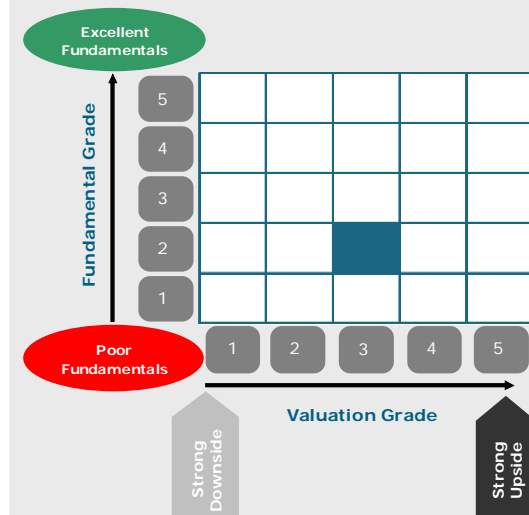 Excellent
Fundamentals
Fundamental Grade
5
4
3
2
1
Poor
Fundamentals
1 2 3 4 5
Valuation Grade
Strong
Downside
Strong
Upside